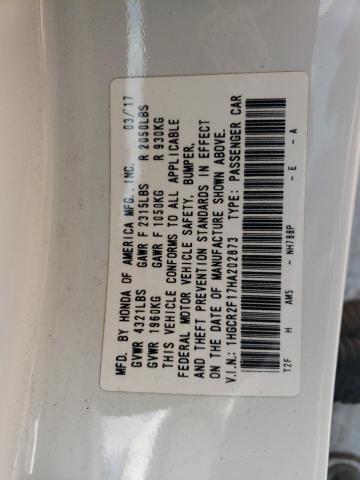 MFD. BY HONDA OF AMERICA MFG., INC. 03/17
GVWR 4321LBS GAWR F 2315LBS R 2050LBS
GVWR 1960KG GAWR F 1050KG R 930KG
THIS VEHICLE CONFORMS TO ALL APPLICABLE
FEDERAL MOTOR VEHICLE SAFETY, BUMPER,
AND THEFT PREVENTION STANDARDS IN EFFECT
ON THE DATE OF MANUFACTURE SHOWN ABOVE.
V.I.N.: 1HGCR2F17HA202873 TYPE: PASSENGER CAR
T2F H AM5 NH788P - E - A